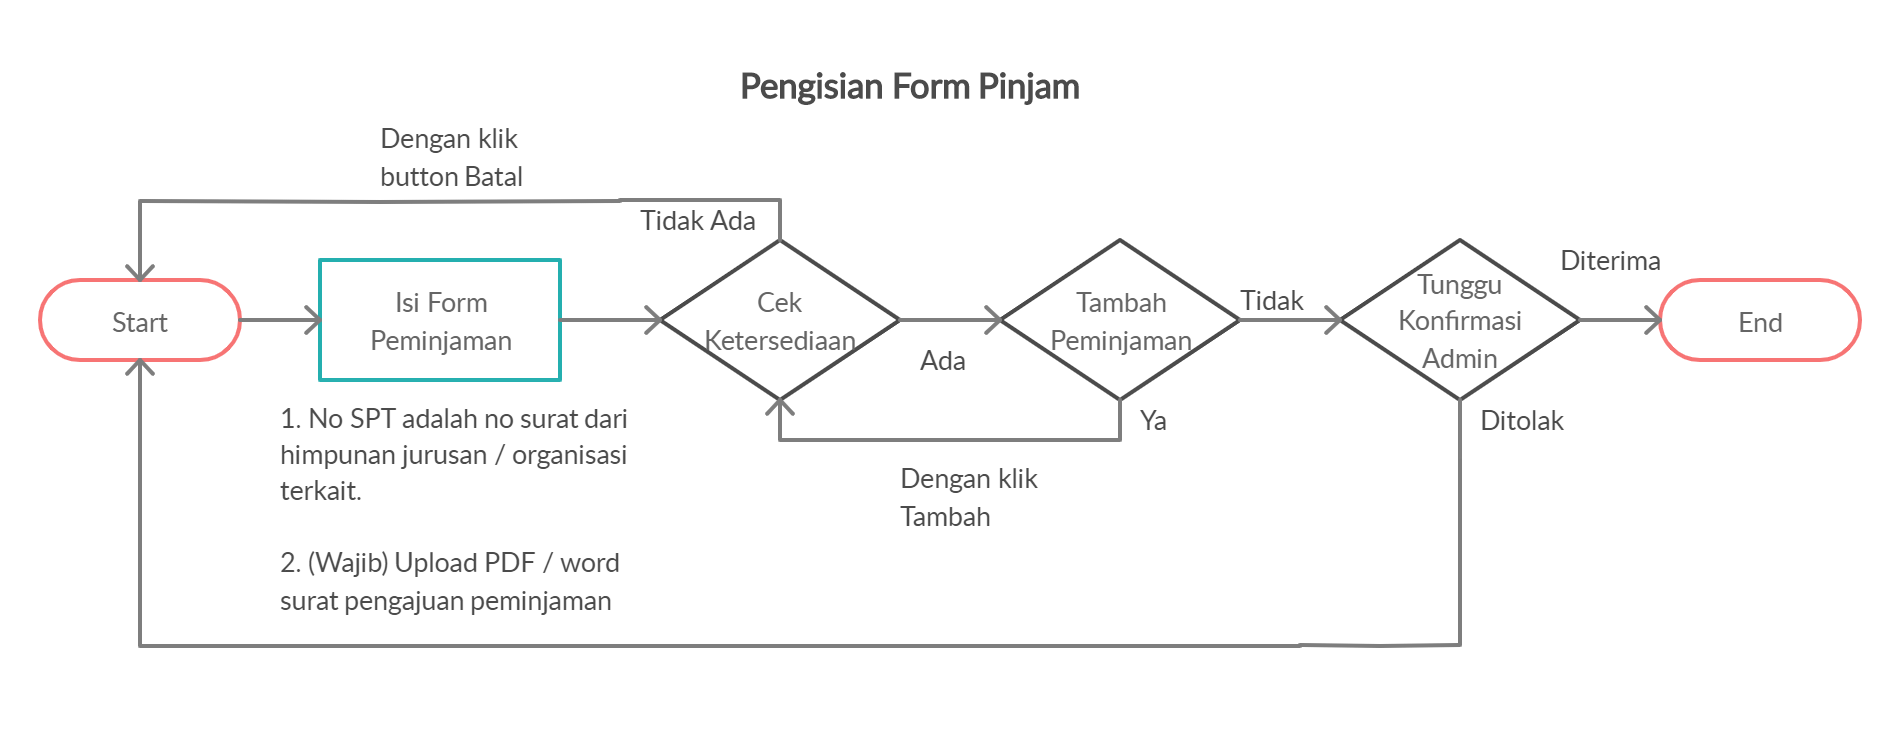 Pengisian Form Pinjam
Dengan klik
button Batal
Tidak Ada
Start
Isi Form
Peminjaman
Cek
Ketersediaan
Ada
Tambah
Peminjaman
Tidak
Tunggu
Konfirmasi
Admin
Diterima
End
1. No SPT adalah no surat dari
himpunan jurusan / organisasi
terkait.
2. (Wajib) Upload PDF / word
surat pengajuan peminjaman
Ya
Dengan klik
Tambah
Ditolak